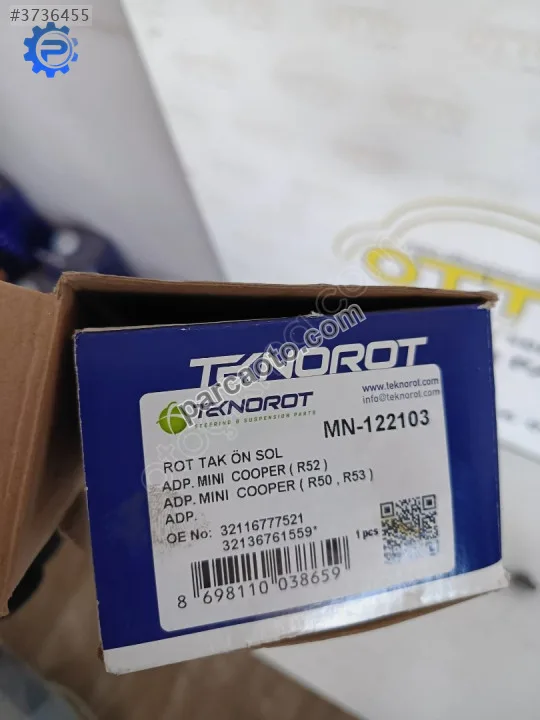 #3736455
P
TEKNOROT
TEKNOROT
STEERING & SUSPENSION PARTS
www.teknorot.com
info@teknorot.com
MN-122103
ROT TAK ÖN SOL
ADP. MINI COOPER ( R52 )
ADP. MINI COOPER ( R50 , R53 )
ADP.
OE No: 32116777521
32136761559*
1 pcs
8 698110 038659
parcaoto.com
OTT